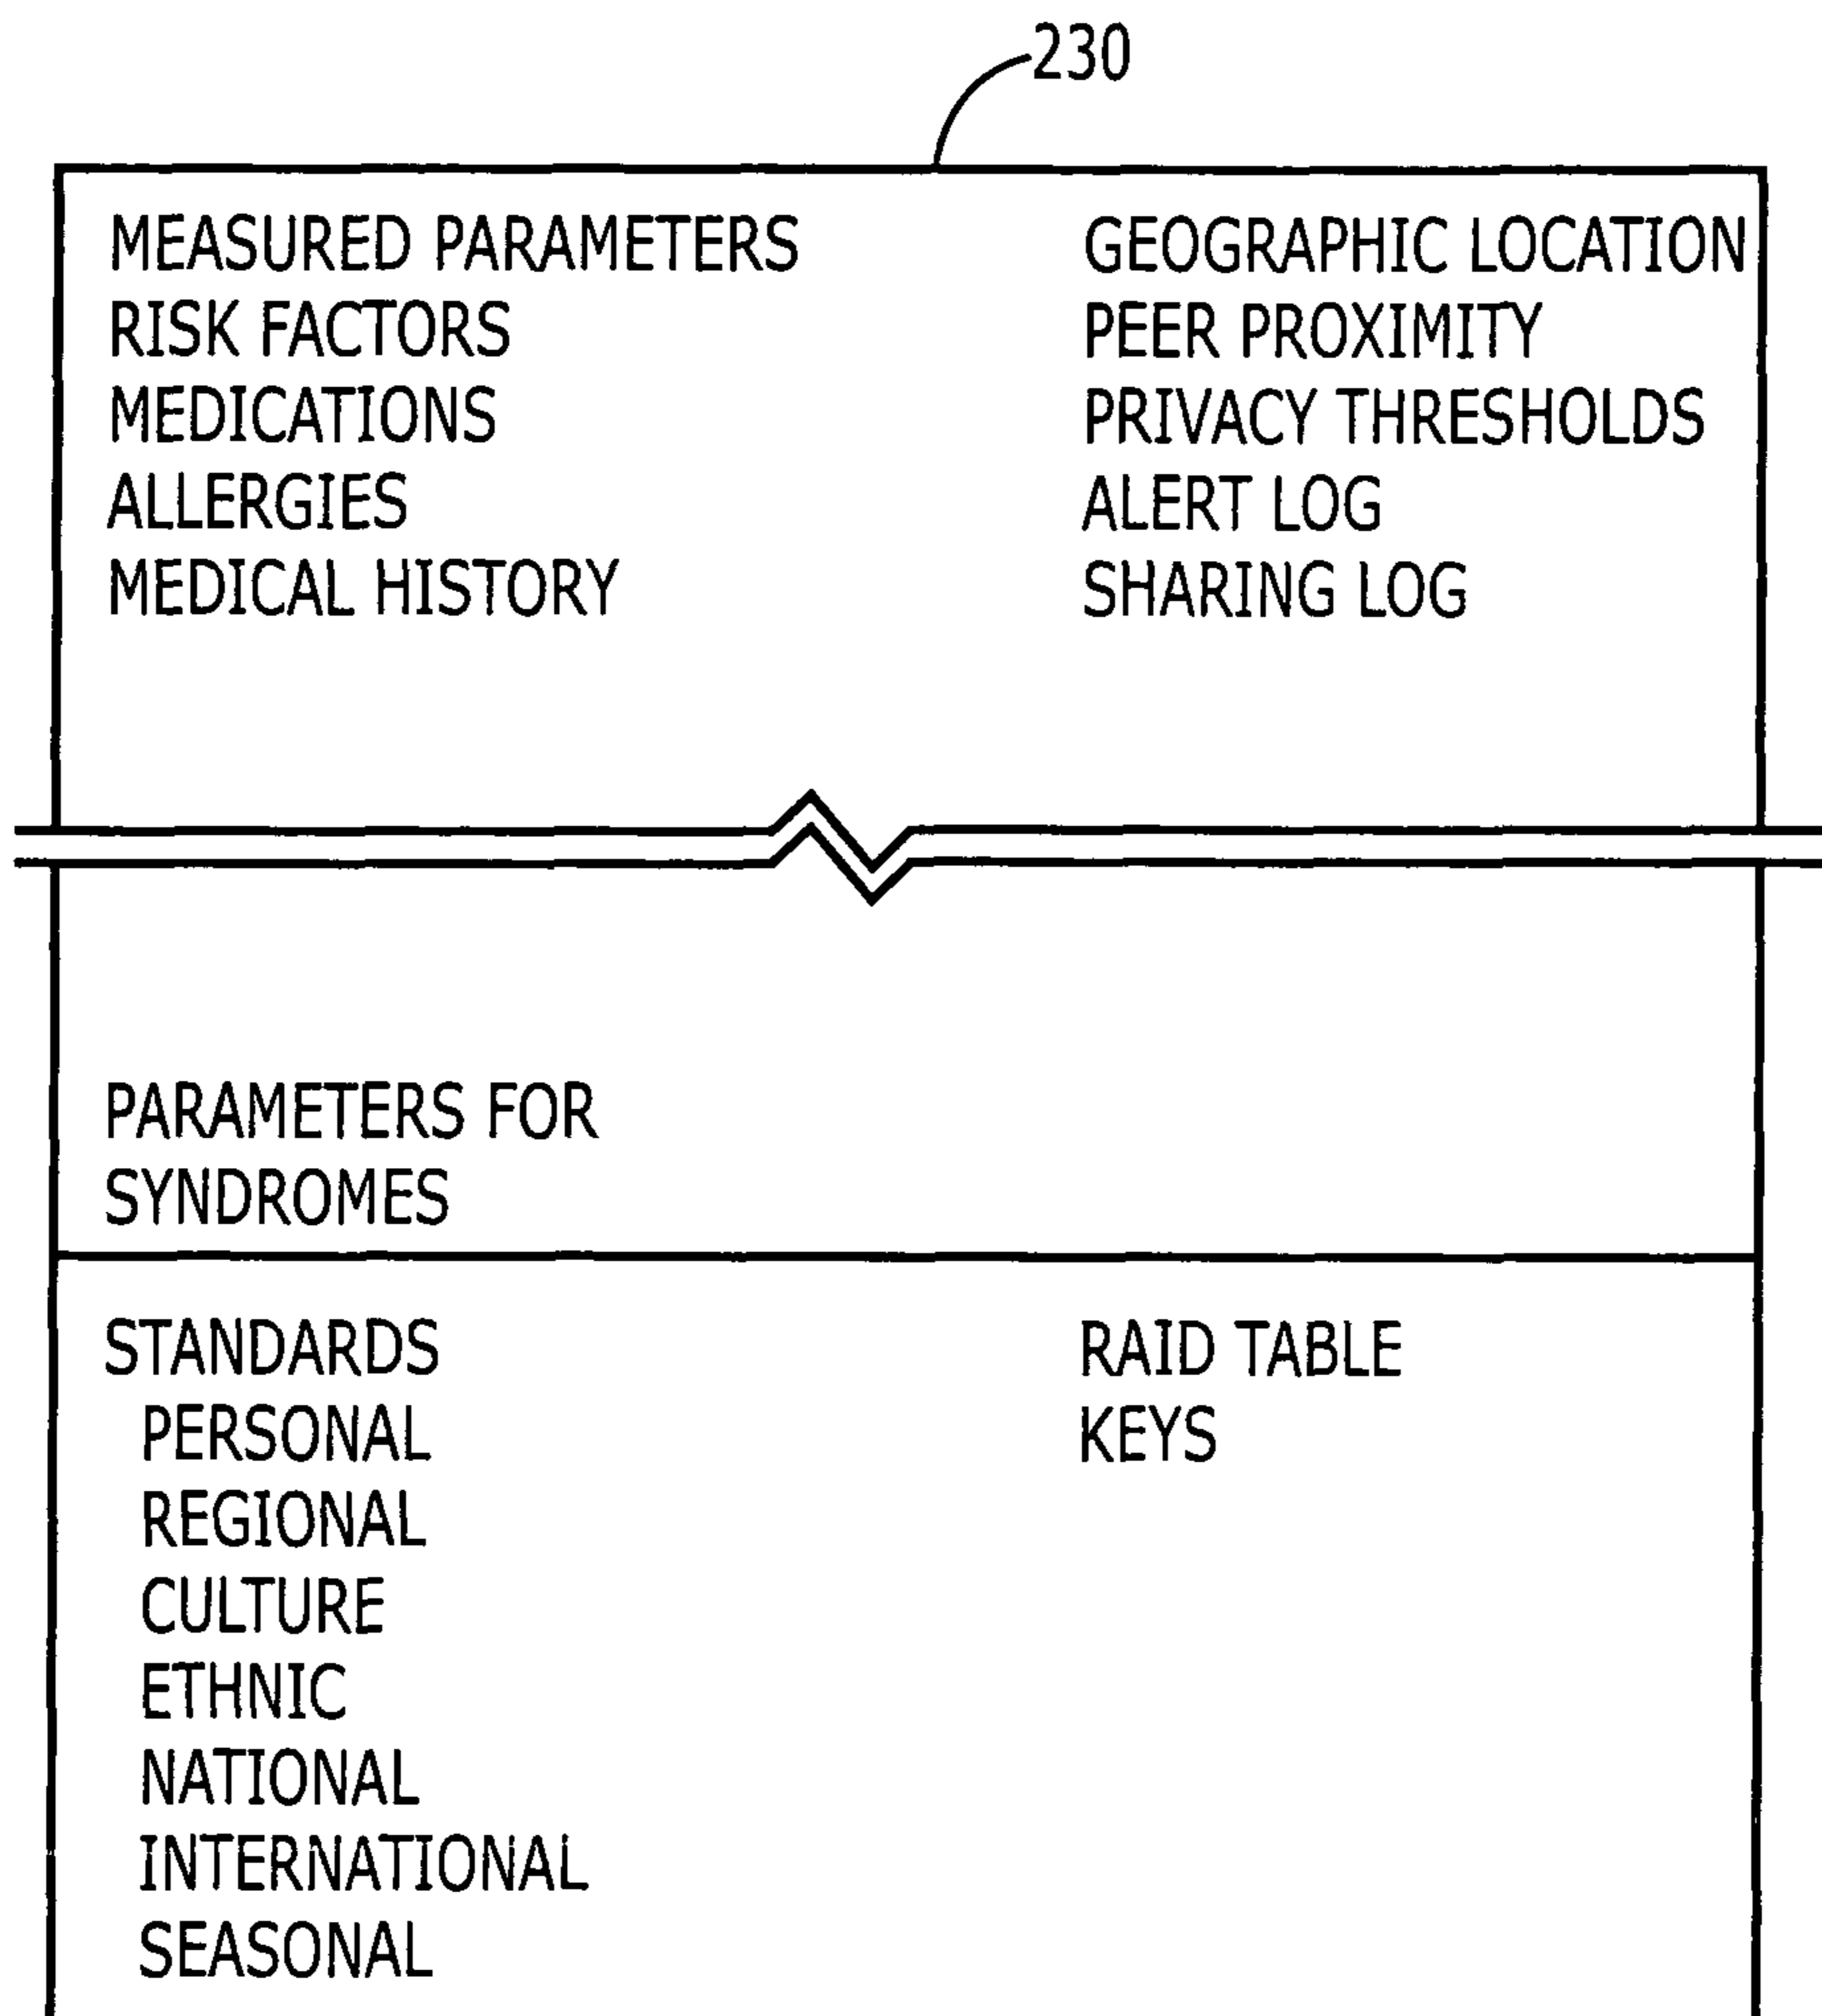 230
MEASURED PARAMETERS
RISK FACTORS
MEDICATIONS
ALLERGIES
MEDICAL HISTORY
GEOGRAPHIC LOCATION
PEER PROXIMITY
PRIVACY THRESHOLDS
ALERT LOG
SHARING LOG
PARAMETERS FOR
SYNDROMES
STANDARDS
PERSONAL
REGIONAL
CULTURE
ETHNIC
NATIONAL
INTERNATIONAL
SEASONAL
RAID TABLE
KEYS